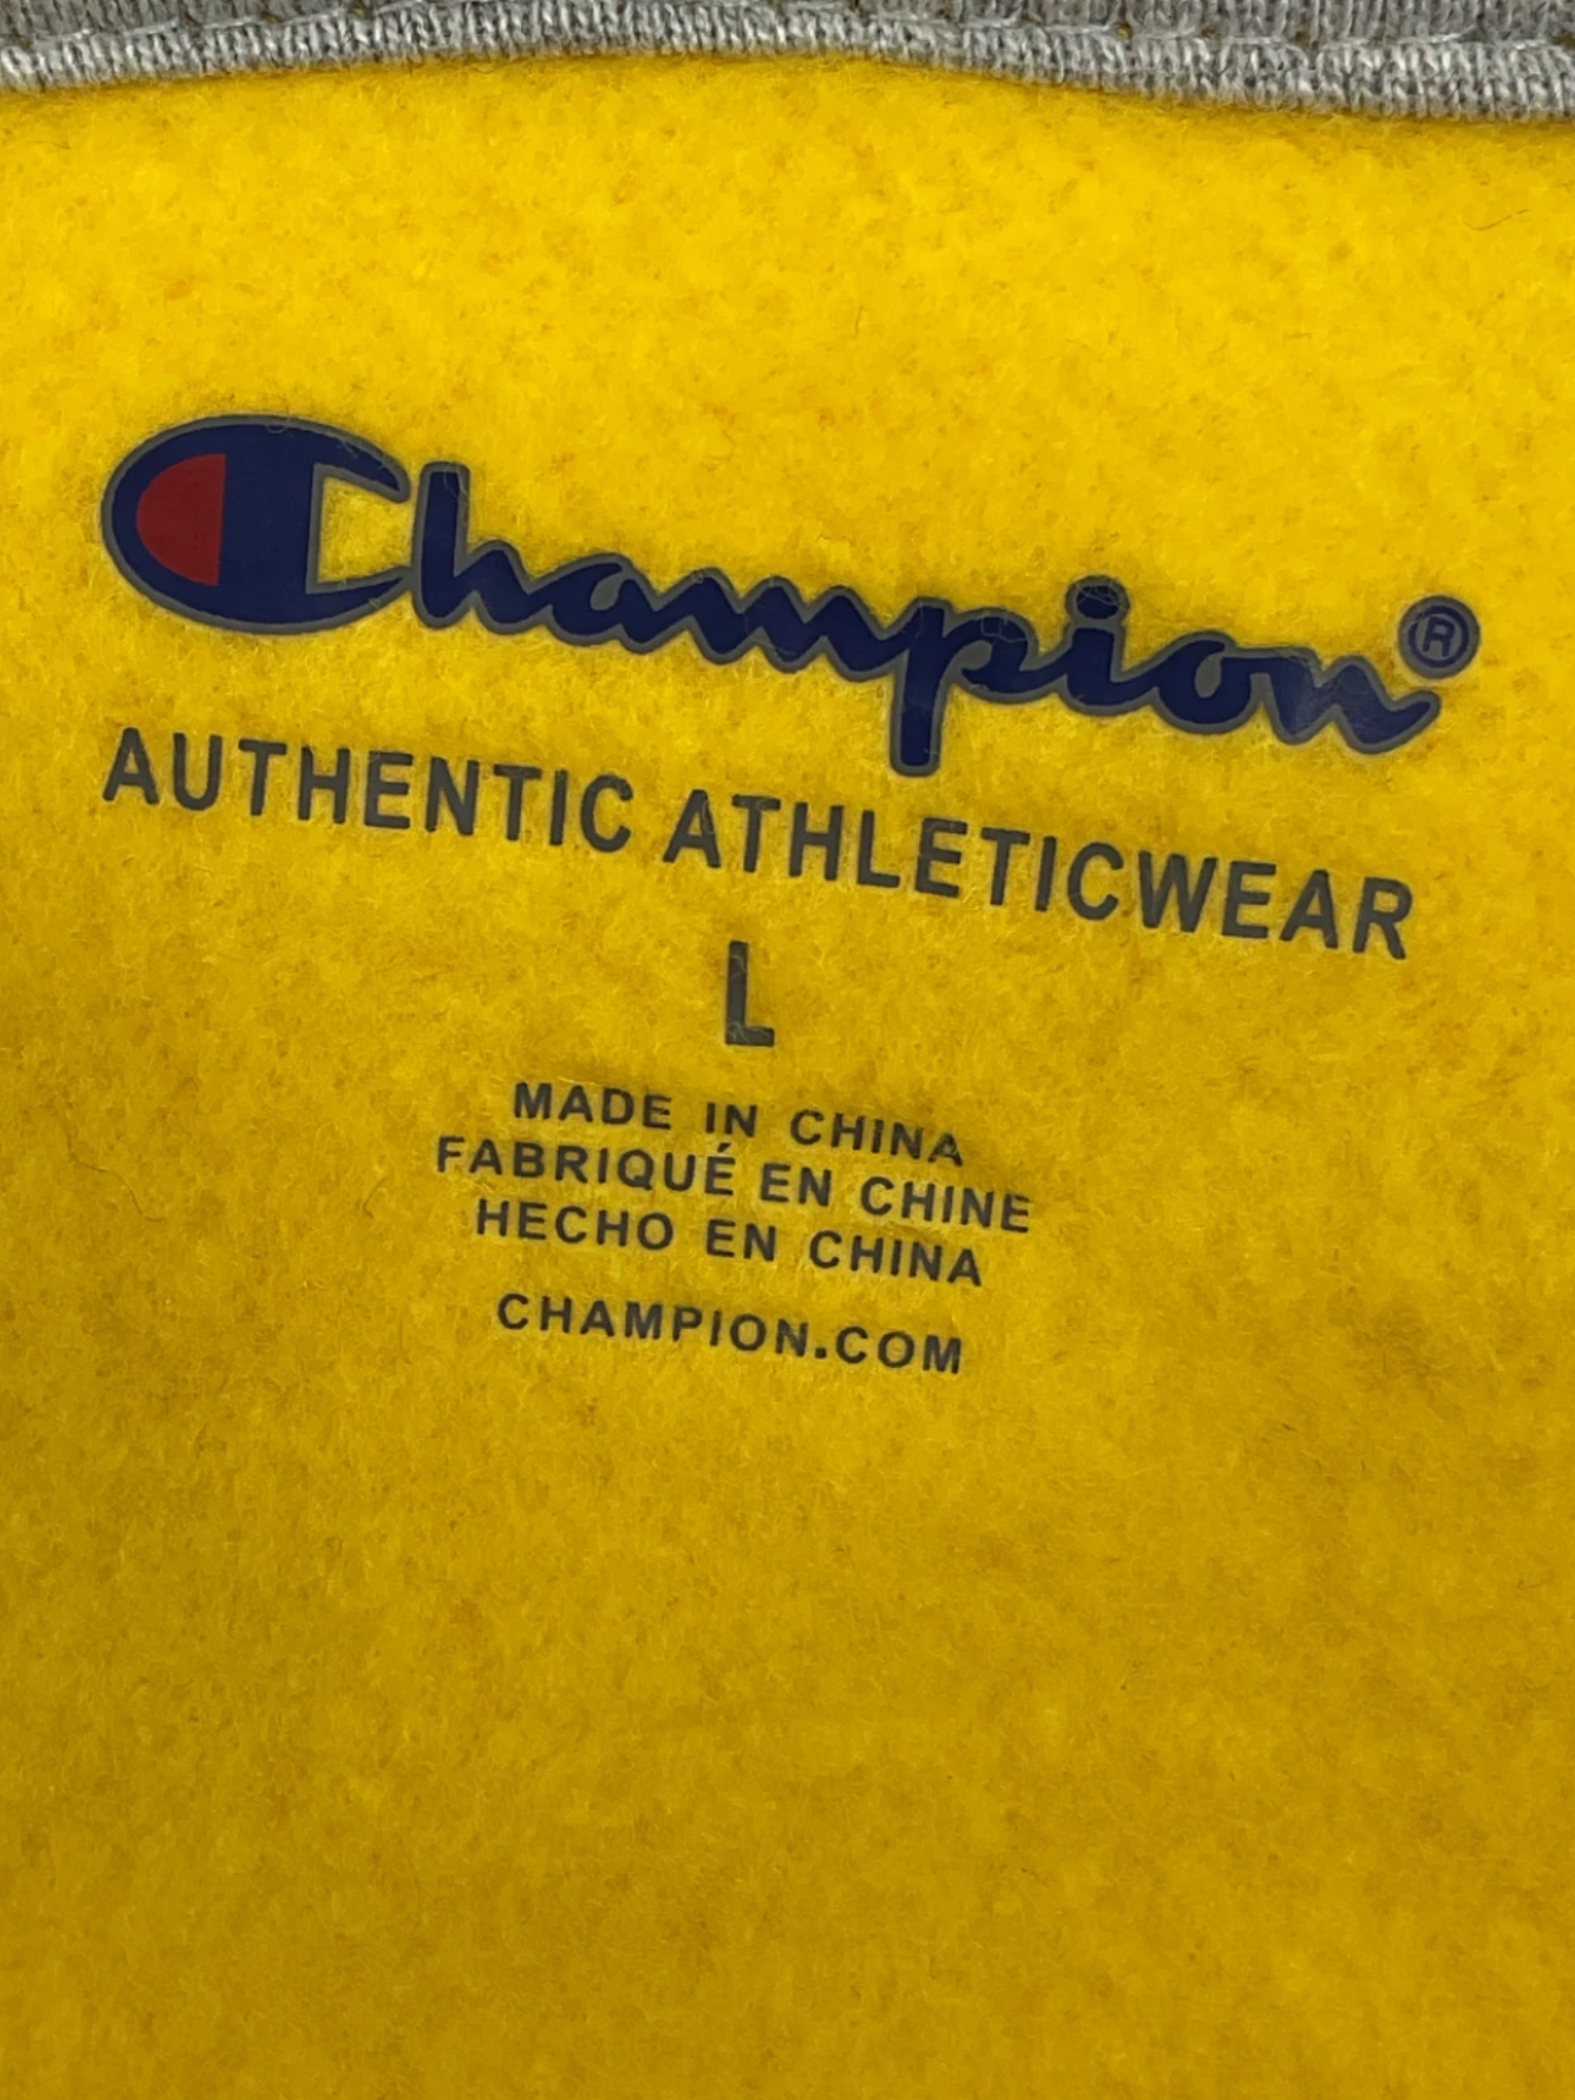 Champion®
AUTHENTIC ATHLETICWEAR
L
MADE IN CHINA
FABRIQUÉ EN CHINE
HECHO EN CHINA
CHAMPION.COM